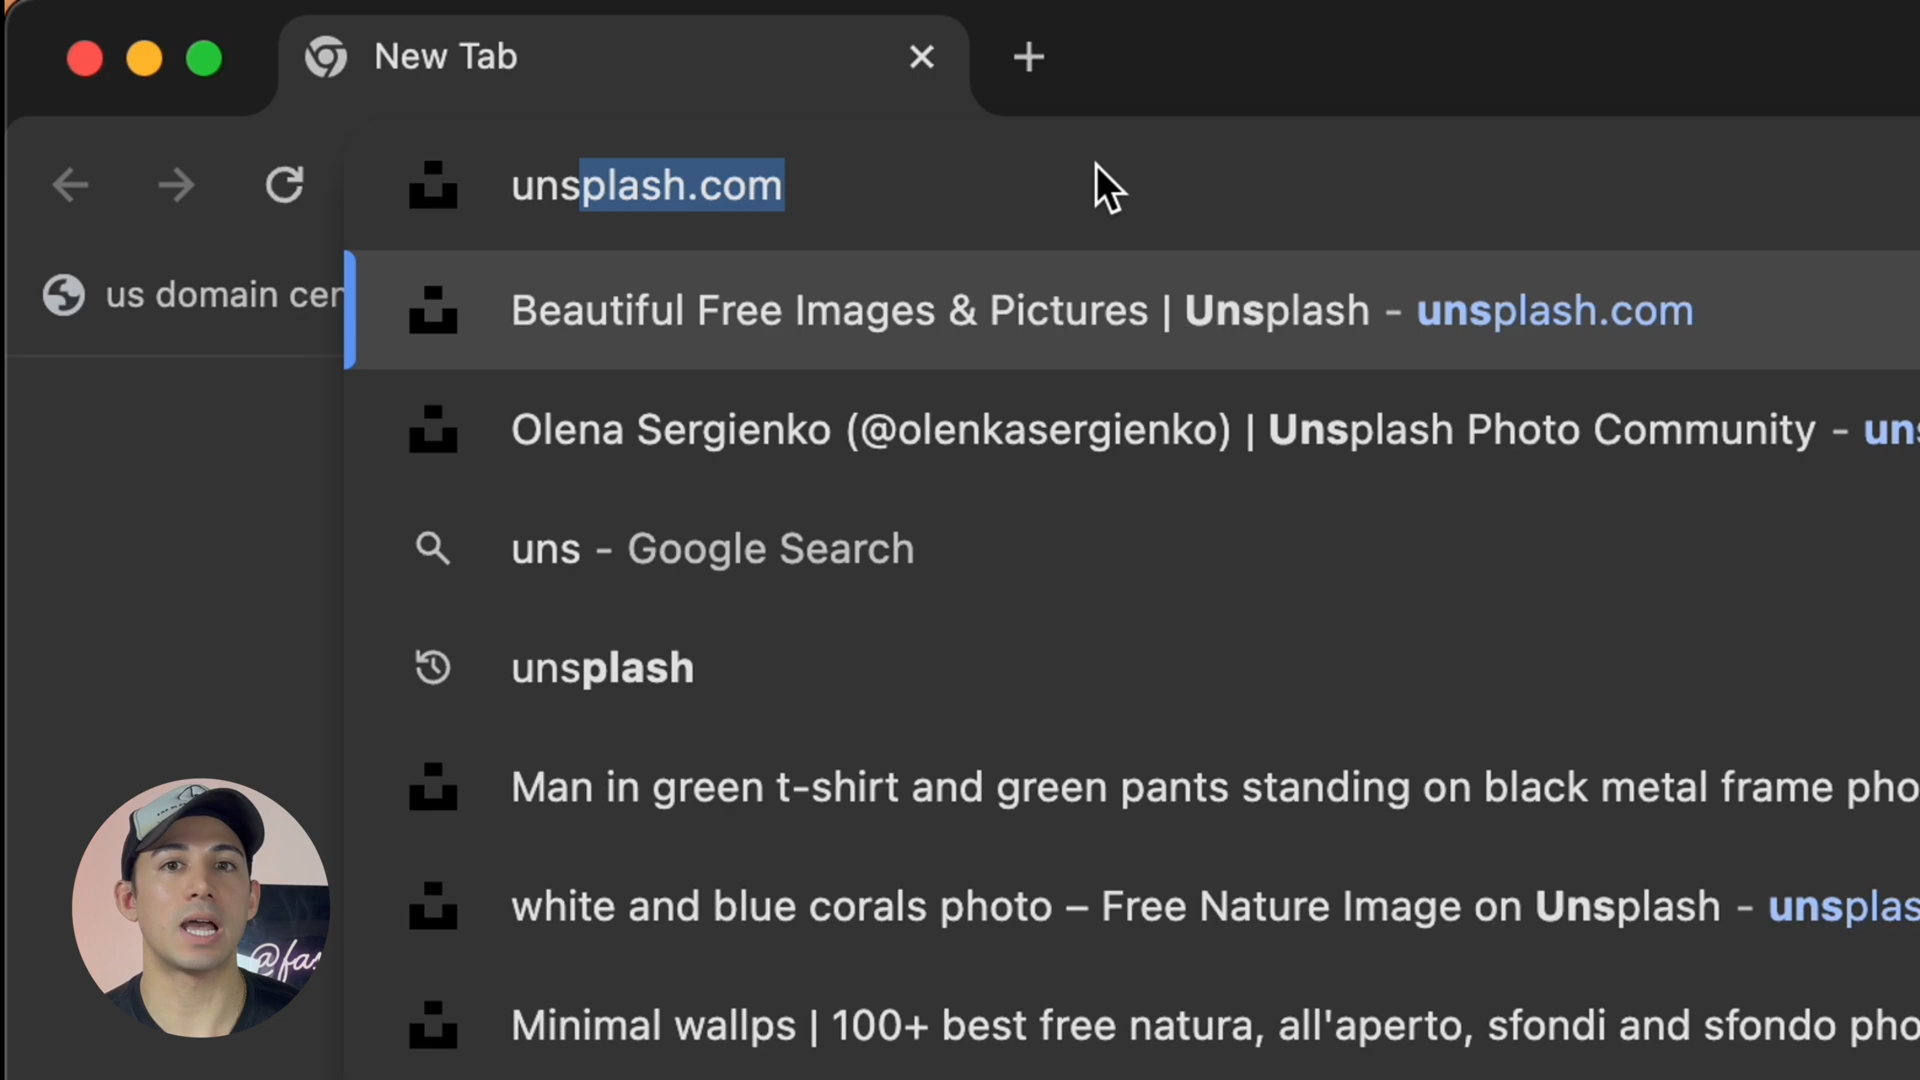 New Tab
unsplash.com
us domain cen
Beautiful Free Images & Pictures | Unsplash - unsplash.com
Olena Sergienko (@olenkasergienko) | Unsplash Photo Community - uns
uns - Google Search
unsplash
Man in green t-shirt and green pants standing on black metal frame pho
white and blue corals photo – Free Nature Image on Unsplash - unsplas
@fa
Minimal wallps | 100+ best free natura, all'aperto, sfondi and sfondo pho